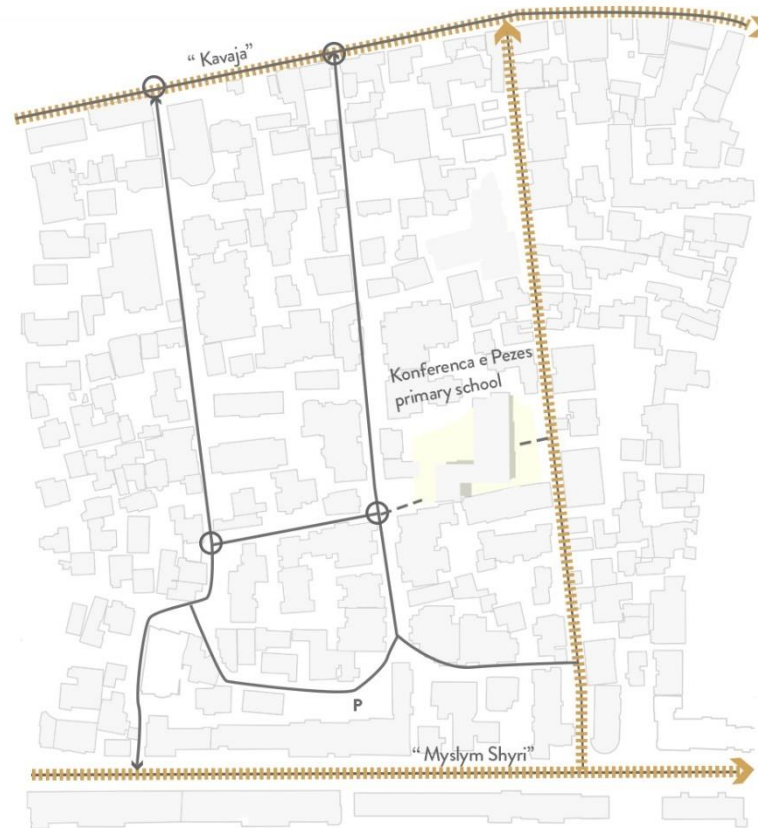 “ Kavaja”
Konferenca e Pezes
primary school
P
“ Myslym Shyri”